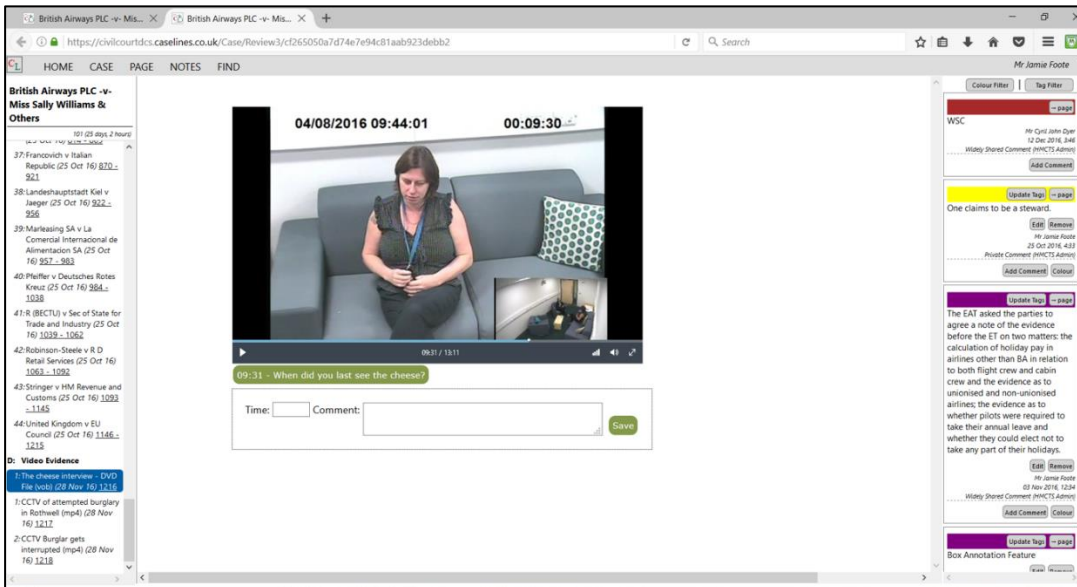 British Airways PLC -v- Mis...
British Airways PLC -v- Mis...
https://civilcourtdcs.caselines.co.uk/Case/Review3/cf265050a7d74e7e94c81aab923debb2
Search
CL
HOME CASE PAGE NOTES FIND
Mr Jamie Foote
British Airways PLC -v-
Miss Sally Williams &
Others
101 (25 days, 2 hours)
37: Francovich v Italian
Republic (25 Oct 16) 870 -
921
38: Landeshauptstadt Kiel v
Jaeger (25 Oct 16) 922 -
956
39: Marleasing SA v La
Comercial Internacional de
Alimentacion SA (25 Oct
16) 957 - 983
40: Pfeiffer v Deutsches Rotes
Kreuz (25 Oct 16) 984 -
1038
41: R (BECTU) v Sec of State for
Trade and Industry (25 Oct
16) 1039 - 1062
42: Robinson-Steele v R D
Retail Services (25 Oct 16)
1063 - 1092
43: Stringer v HM Revenue and
Customs (25 Oct 16) 1093
- 1145
44: United Kingdom v EU
Council (25 Oct 16) 1146 -
1215
D: Video Evidence
1: The cheese interview - DVD
File (vob) (28 Nov 16) 1216
1: CCTV of attempted burglary
in Rothwell (mp4) (28 Nov
16) 1217
2: CCTV Burglar gets
interrupted (mp4) (28 Nov
16) 1218
04/08/2016 09:44:01 00:09:30
09:31 / 13:11
09:31 - When did you last see the cheese?
Time: Comment:
Save
Colour Filter | Tag Filter
→ page
WSC
Mr Cyril John Dyer
12 Dec 2016, 3:46
Widely Shared Comment (HMCTS Admin)
Add Comment
Update Tags → page
One claims to be a steward.
Edit Remove
Mr Jamie Foote
25 Oct 2016, 4:33
Private Comment (HMCTS Admin)
Add Comment Colour
Update Tags → page
The EAT asked the parties to
agree a note of the evidence
before the ET on two matters: the
calculation of holiday pay in
airlines other than BA in relation
to both flight crew and cabin
crew and the evidence as to
unionised and non-unionised
airlines; the evidence as to
whether pilots were required to
take their annual leave and
whether they could elect not to
take any part of their holidays.
Edit Remove
Mr Jamie Foote
03 Nov 2016, 12:34
Widely Shared Comment (HMCTS Admin)
Add Comment Colour
Update Tags → page
Box Annotation Feature